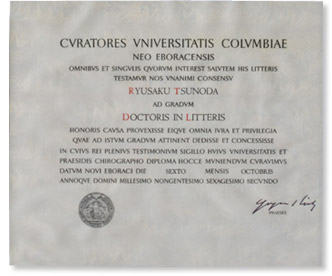 CVRATORES VNIVERSITATIS COLVMBIAE
NEO EBORACENSIS
OMNIBVS ET SINGVLIS QVORVM INTEREST SALVTEM HIS LITTERIS
TESTAMVR NOS VNANIMI CONSENSV
RYUSAKU TSUNODA
AD GRADVM
DOCTORIS IN LITTERIS
HONORIS CAVSA PROVEXISSE EIQVE OMNIA IVRA ET PRIVILEGIA
QVAE AD ISTVM GRADVM ATTINENT DEDISSE ET CONCESSISSE
IN CVIVS REI PLENIVS TESTIMONIVM SIGILLO HVIVS VNIVERSITATIS ET
PRAESIDIS CHIROGRAPHO DIPLOMA HOCCE MVNIENDVM CVRAVIMVS
DATVM NOVI EBORACI DIE SEXTO MENSIS OCTOBRIS
ANNOQVE DOMINI MILLESIMO NONGENTESIMO SEXAGESIMO SECVNDO
PRAESES